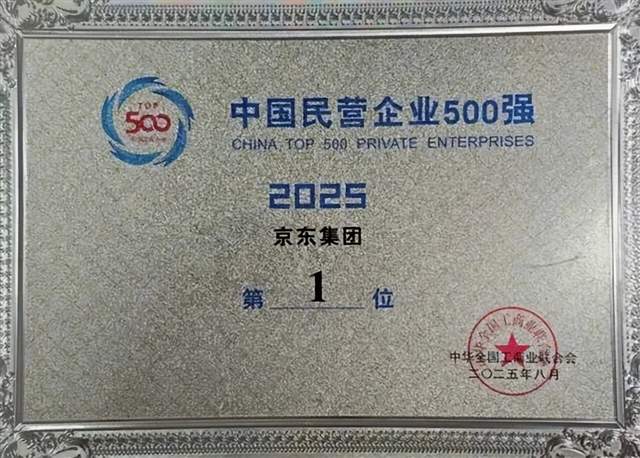 TOP
500
中国民营企业500强
CHINA TOP 500 PRIVATE ENTERPRISES
2025
京东集团
第 1 位
中华全国工商业联合会
二〇二五年八月